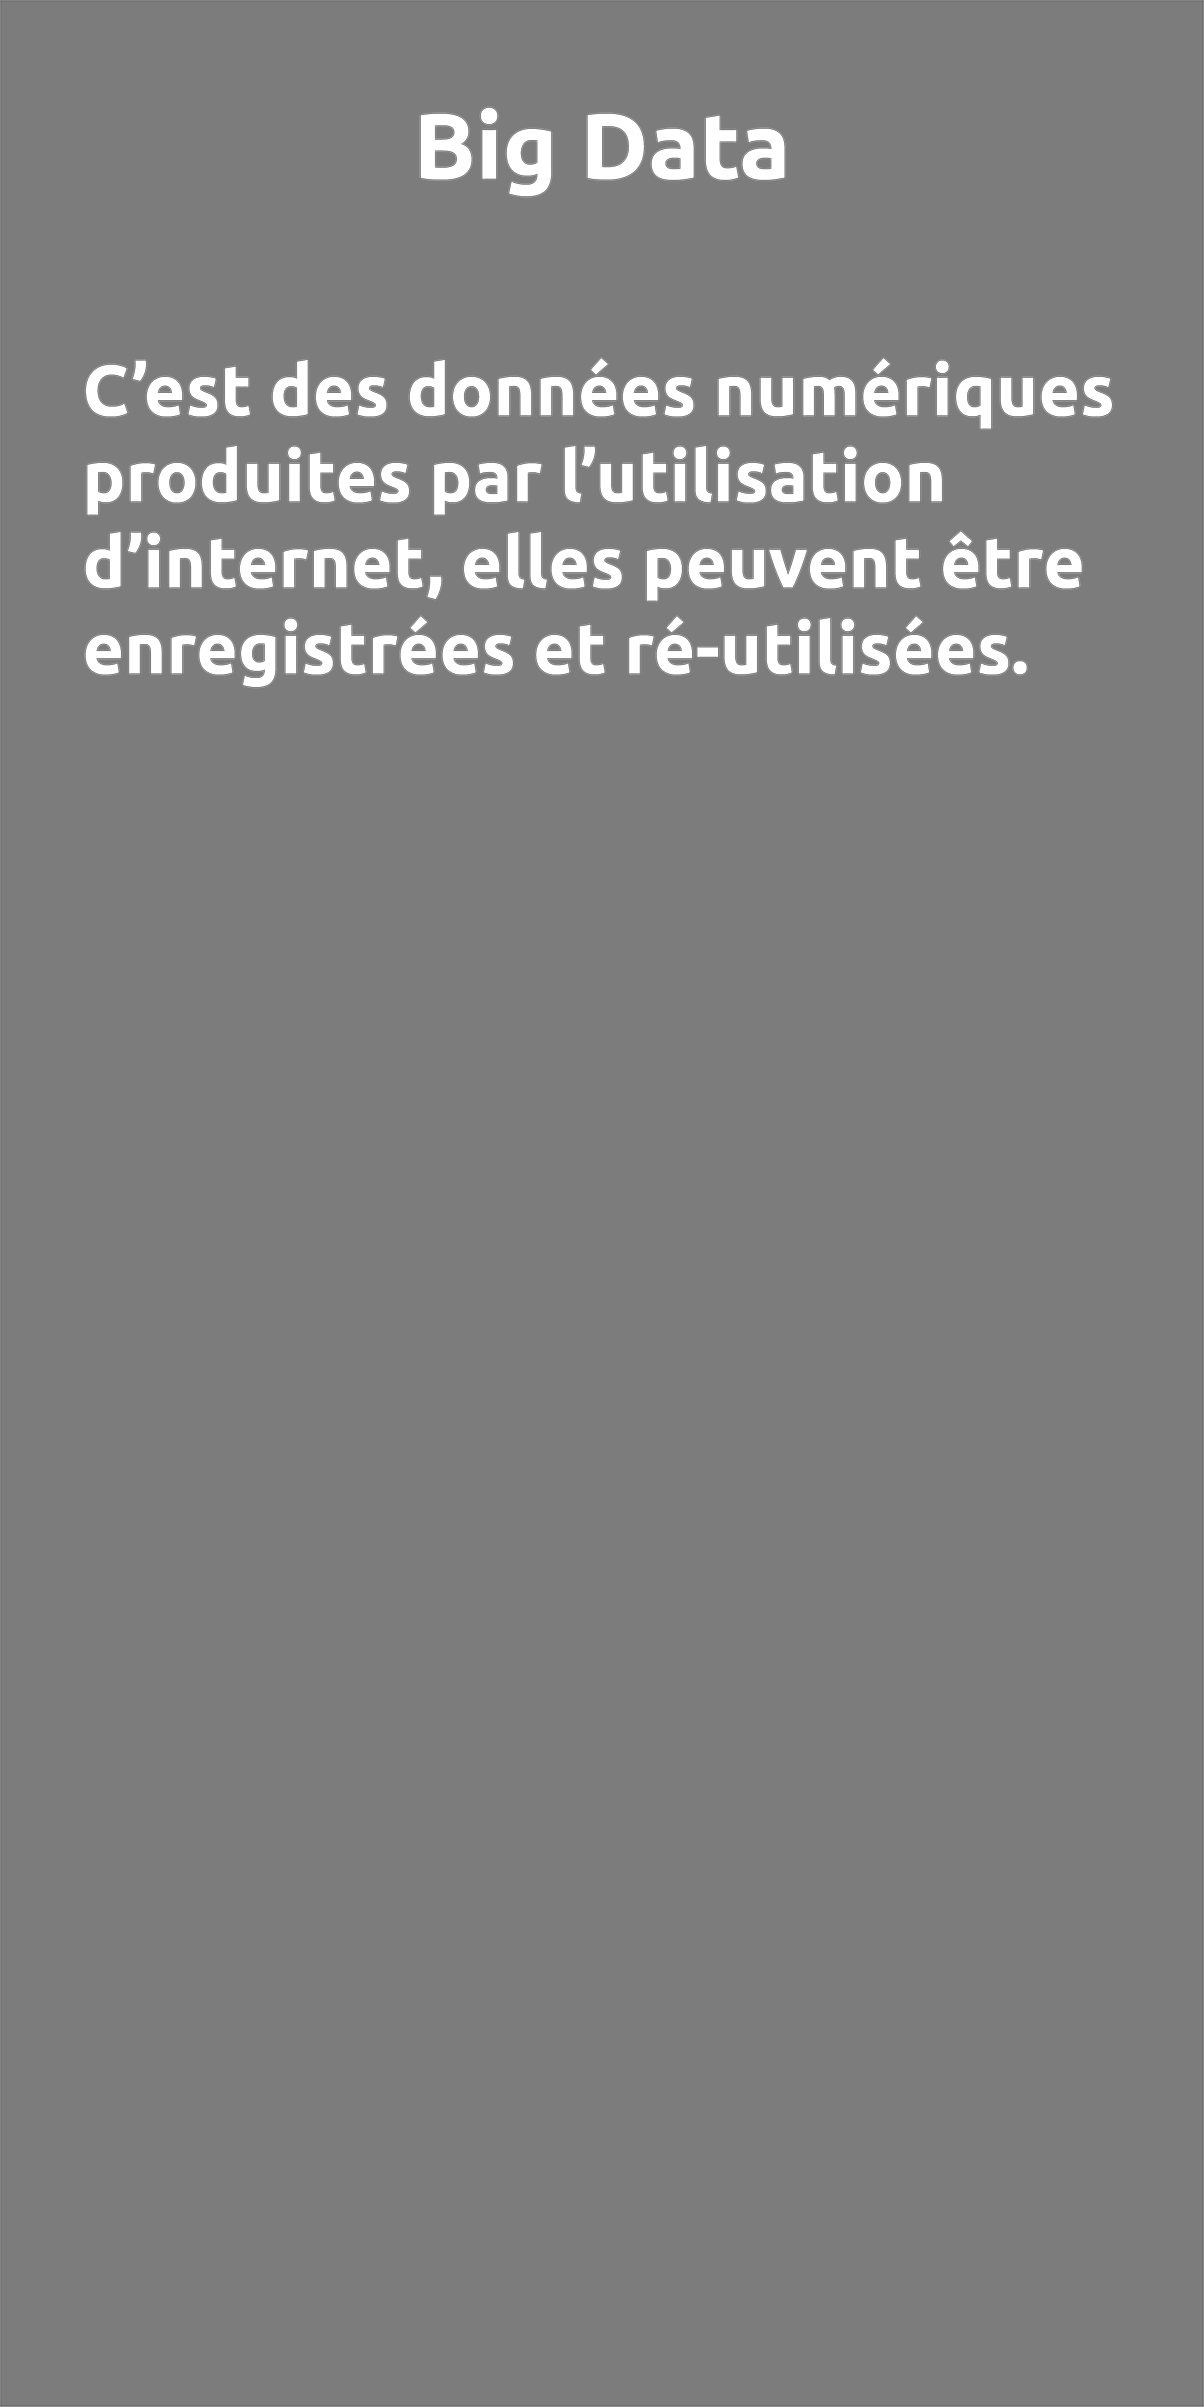 Big Data
C’est des données numériques
produites par l’utilisation
d’internet, elles peuvent être
enregistrées et ré-utilisées.